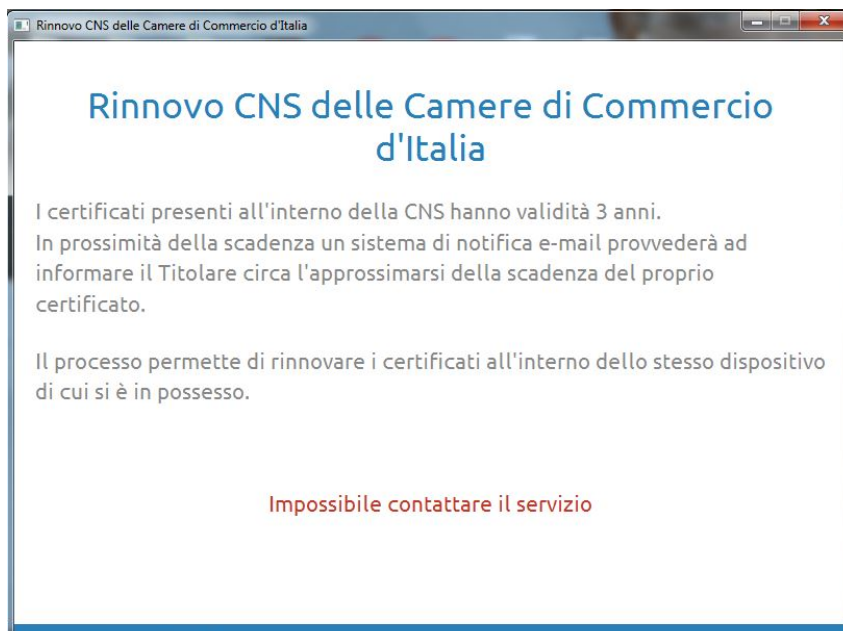 Rinnovo CNS delle Camere di Commercio d'Italia
Rinnovo CNS delle Camere di Commercio
d'Italia
I certificati presenti all'interno della CNS hanno validità 3 anni.
In prossimità della scadenza un sistema di notifica e-mail provvederà ad
informare il Titolare circa l'approssimarsi della scadenza del proprio
certificato.
Il processo permette di rinnovare i certificati all'interno dello stesso dispositivo
di cui si è in possesso.
Impossibile contattare il servizio